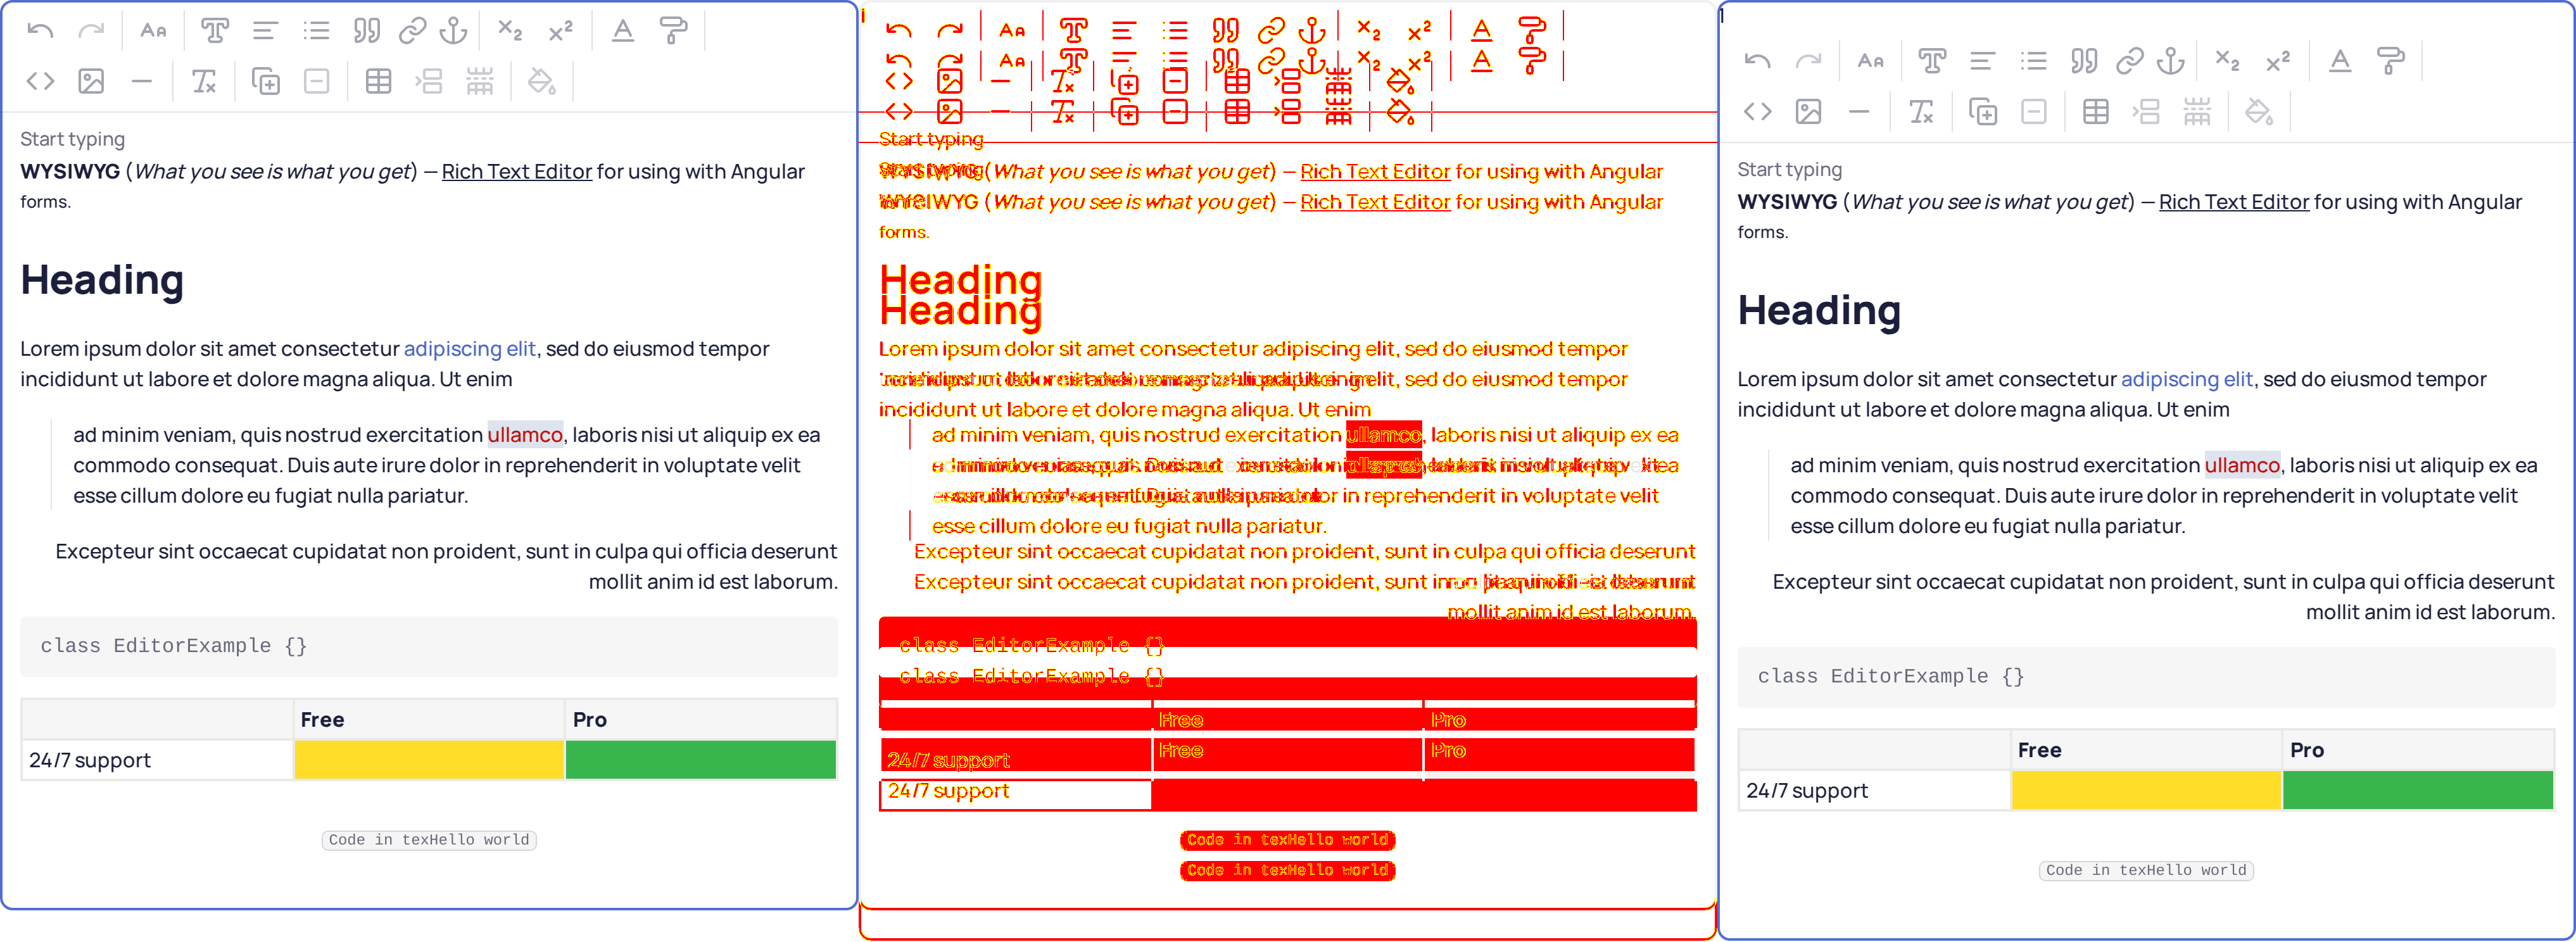 Start typing
WYSIWYG (What you see is what you get) — Rich Text Editor for using with Angular
forms.
Heading
Lorem ipsum dolor sit amet consectetur adipiscing elit, sed do eiusmod tempor
incididunt ut labore et dolore magna aliqua. Ut enim
ad minim veniam, quis nostrud exercitation ullamco, laboris nisi ut aliquip ex ea
commodo consequat. Duis aute irure dolor in reprehenderit in voluptate velit
esse cillum dolore eu fugiat nulla pariatur.
Excepteur sint occaecat cupidatat non proident, sunt in culpa qui officia deserunt
mollit anim id est laborum.
class EditorExample {}
Free Pro
24/7 support
Code in texHello world
Start typing
(What you see is what you get) — Rich Text Editor for using with Angular
WYSIWYG (What you see is what you get) — Rich Text Editor for using with Angular
forms.
Heading
Heading
Lorem ipsum dolor sit amet consectetur adipiscing elit, sed do eiusmod tempor
elit, sed do eiusmod tempor
incididunt ut labore et dolore magna aliqua. Ut enim
ad minim veniam, quis nostrud exercitation ullamco, laboris nisi ut aliquip ex ea
in reprehenderit in voluptate velit
esse cillum dolore eu fugiat nulla pariatur.
Excepteur sint occaecat cupidatat non proident, sunt in culpa qui officia deserunt
Excepteur sint occaecat cupidatat non proident, sunt
mollit anim id est laborum.
class EditorExample {}
class EditorExample {}
Free Pro
Free Pro
24/7 support
24/7 support
Code in texHello world
Code in texHello world
Start typing
WYSIWYG (What you see is what you get) — Rich Text Editor for using with Angular
forms.
Heading
Lorem ipsum dolor sit amet consectetur adipiscing elit, sed do eiusmod tempor
incididunt ut labore et dolore magna aliqua. Ut enim
ad minim veniam, quis nostrud exercitation ullamco, laboris nisi ut aliquip ex ea
commodo consequat. Duis aute irure dolor in reprehenderit in voluptate velit
esse cillum dolore eu fugiat nulla pariatur.
Excepteur sint occaecat cupidatat non proident, sunt in culpa qui officia deserunt
mollit anim id est laborum.
class EditorExample {}
Free Pro
24/7 support
Code in texHello world